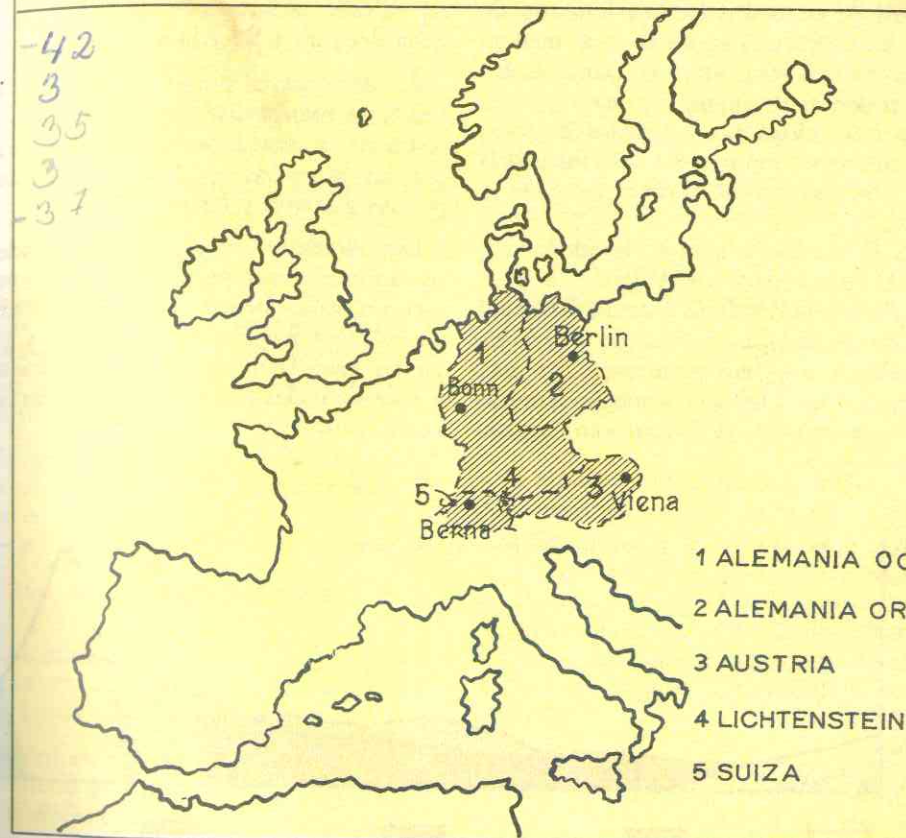 -42
3
35
3
-37
1
Berlin
2
Bonn
4
3
Viena
5
Berna
1 ALEMANIA OC
2 ALEMANIA OR
3 AUSTRIA
4 LICHTENSTEIN
5 SUIZA